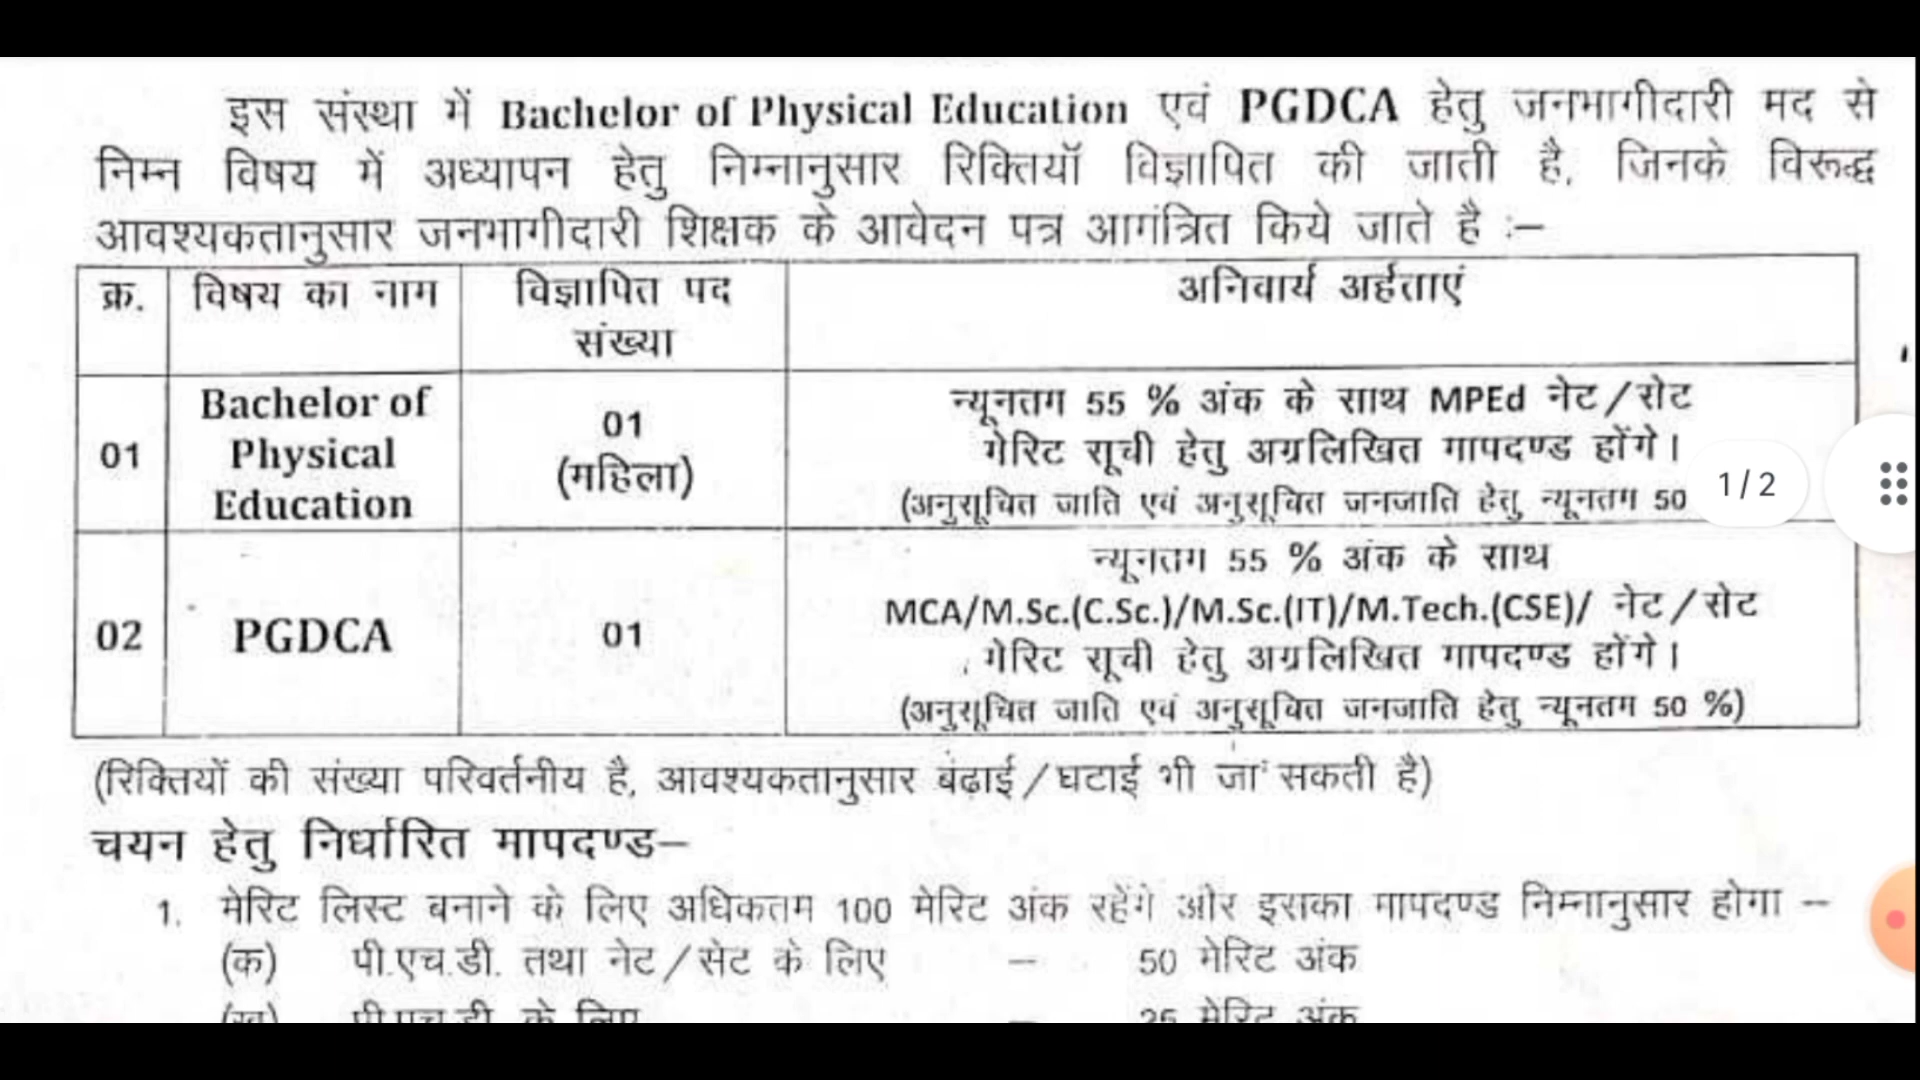 इस संस्था में Bachelor of Physical Education एवं PGDCA हेतु जनभागीदारी मद से
निम्न विषय में अध्यापन हेतु निम्नानुसार रिक्तियॉ विज्ञापित की जाती है, जिनके विरूद्ध
आवश्यकतानुसार जनभागीदारी शिक्षक के आवेदन पत्र आमंत्रित किये जाते है :–
क्र. विषय का नाम विज्ञापित पद अनिवार्य अर्हताएं
संख्या
01 Bachelor of Physical Education 01 (महिला)
न्यूनतम 55 % अंक के साथ MPEd नेट/सेट
मेरिट सूची हेतु अग्रलिखित मापदण्ड होंगे।
(अनुसूचित जाति एवं अनुसूचित जनजाति हेतु न्यूनतम 50
1/2
02 PGDCA 01
न्यूनतम 55 % अंक के साथ
MCA/M.Sc.(C.Sc.)/M.Sc.(IT)/M.Tech.(CSE)/ नेट/सेट
मेरिट सूची हेतु अग्रलिखित मापदण्ड होंगे।
(अनुसूचित जाति एवं अनुसूचित जनजाति हेतु न्यूनतम 50 %)
(रिक्तियों की संख्या परिवर्तनीय है, आवश्यकतानुसार बढ़ाई/घटाई भी जा सकती है)
चयन हेतु निर्धारित मापदण्ड–
1. मेरिट लिस्ट बनाने के लिए अधिकतम 100 मेरिट अंक रहेंगे और इसका मापदण्ड निम्नानुसार होगा –
(क) पी.एच.डी. तथा नेट/सेट के लिए – 50 मेरिट अंक
(ख) पी.एच.डी. के लिए – 25 मेरिट अंक